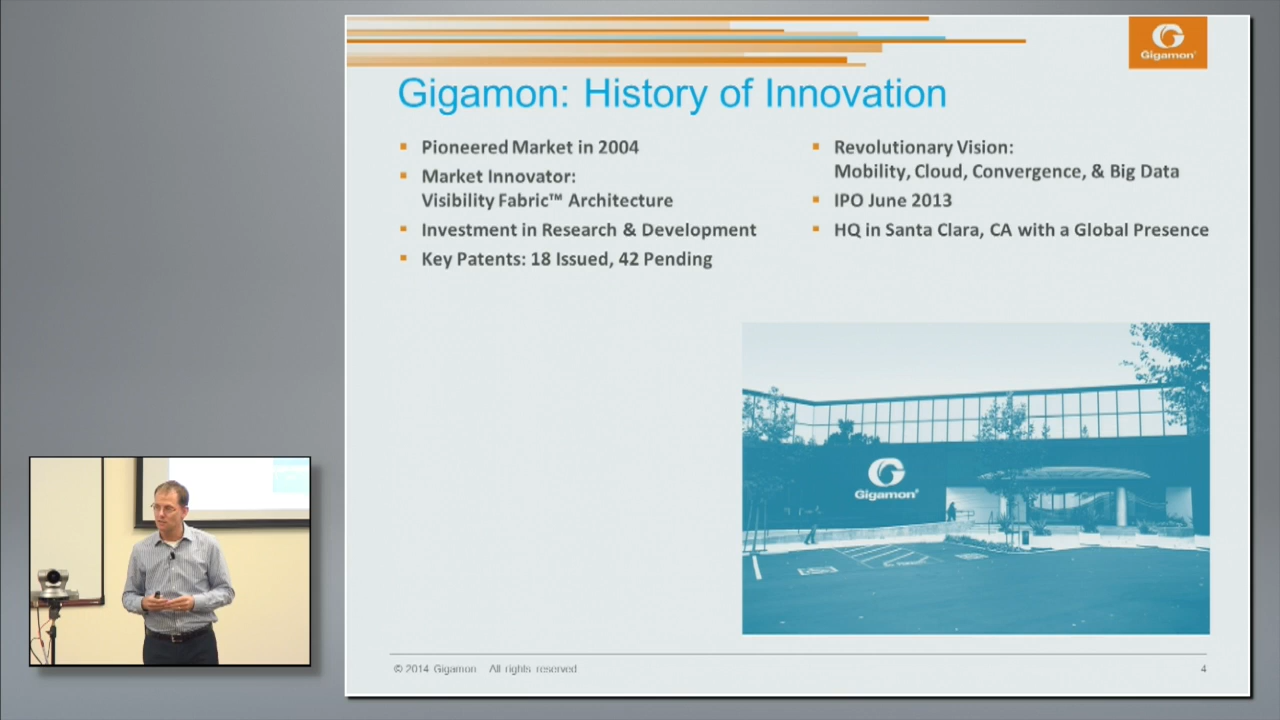 Gigamon®
Gigamon: History of Innovation
Pioneered Market in 2004
Market Innovator:
Visibility Fabric™ Architecture
Investment in Research & Development
Key Patents: 18 Issued, 42 Pending
Revolutionary Vision:
Mobility, Cloud, Convergence, & Big Data
IPO June 2013
HQ in Santa Clara, CA with a Global Presence
Gigamon®
© 2014 Gigamon All rights reserved
4